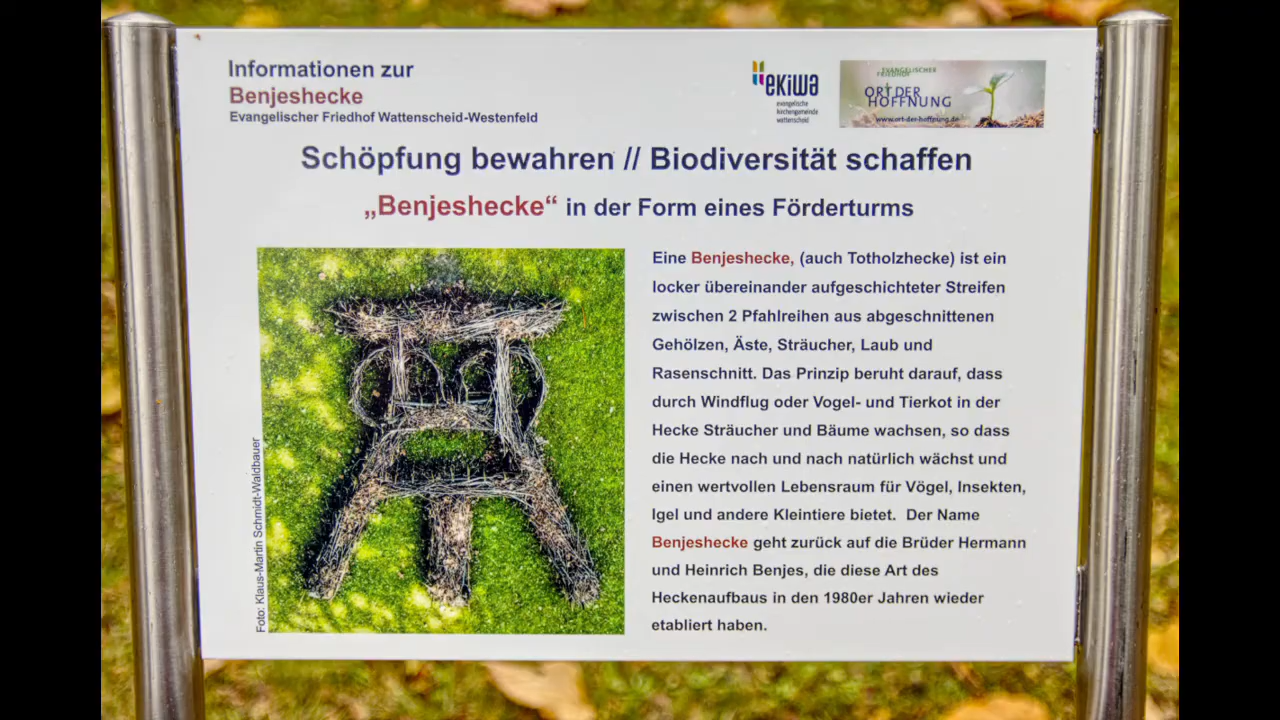 Informationen zur
Benjeshecke
Evangelischer Friedhof Wattenscheid-Westenfeld
ekiwa
evangelische
kirchengemeinde
wattenscheid
EVANGELISCHER
FRIEDHOF
ORT DER
HOFFNUNG
www.ort-der-hoffnung.de
Schöpfung bewahren // Biodiversität schaffen
„Benjeshecke“ in der Form eines Förderturms
Eine Benjeshecke, (auch Totholzhecke) ist ein
locker übereinander aufgeschichteter Streifen
zwischen 2 Pfahlreihen aus abgeschnittenen
Gehölzen, Äste, Sträucher, Laub und
Rasenschnitt. Das Prinzip beruht darauf, dass
durch Windflug oder Vogel- und Tierkot in der
Hecke Sträucher und Bäume wachsen, so dass
die Hecke nach und nach natürlich wächst und
einen wertvollen Lebensraum für Vögel, Insekten,
Igel und andere Kleintiere bietet. Der Name
Benjeshecke geht zurück auf die Brüder Hermann
und Heinrich Benjes, die diese Art des
Heckenaufbaus in den 1980er Jahren wieder
etabliert haben.
Foto: Klaus-Martin Schmidt-Waldbauer